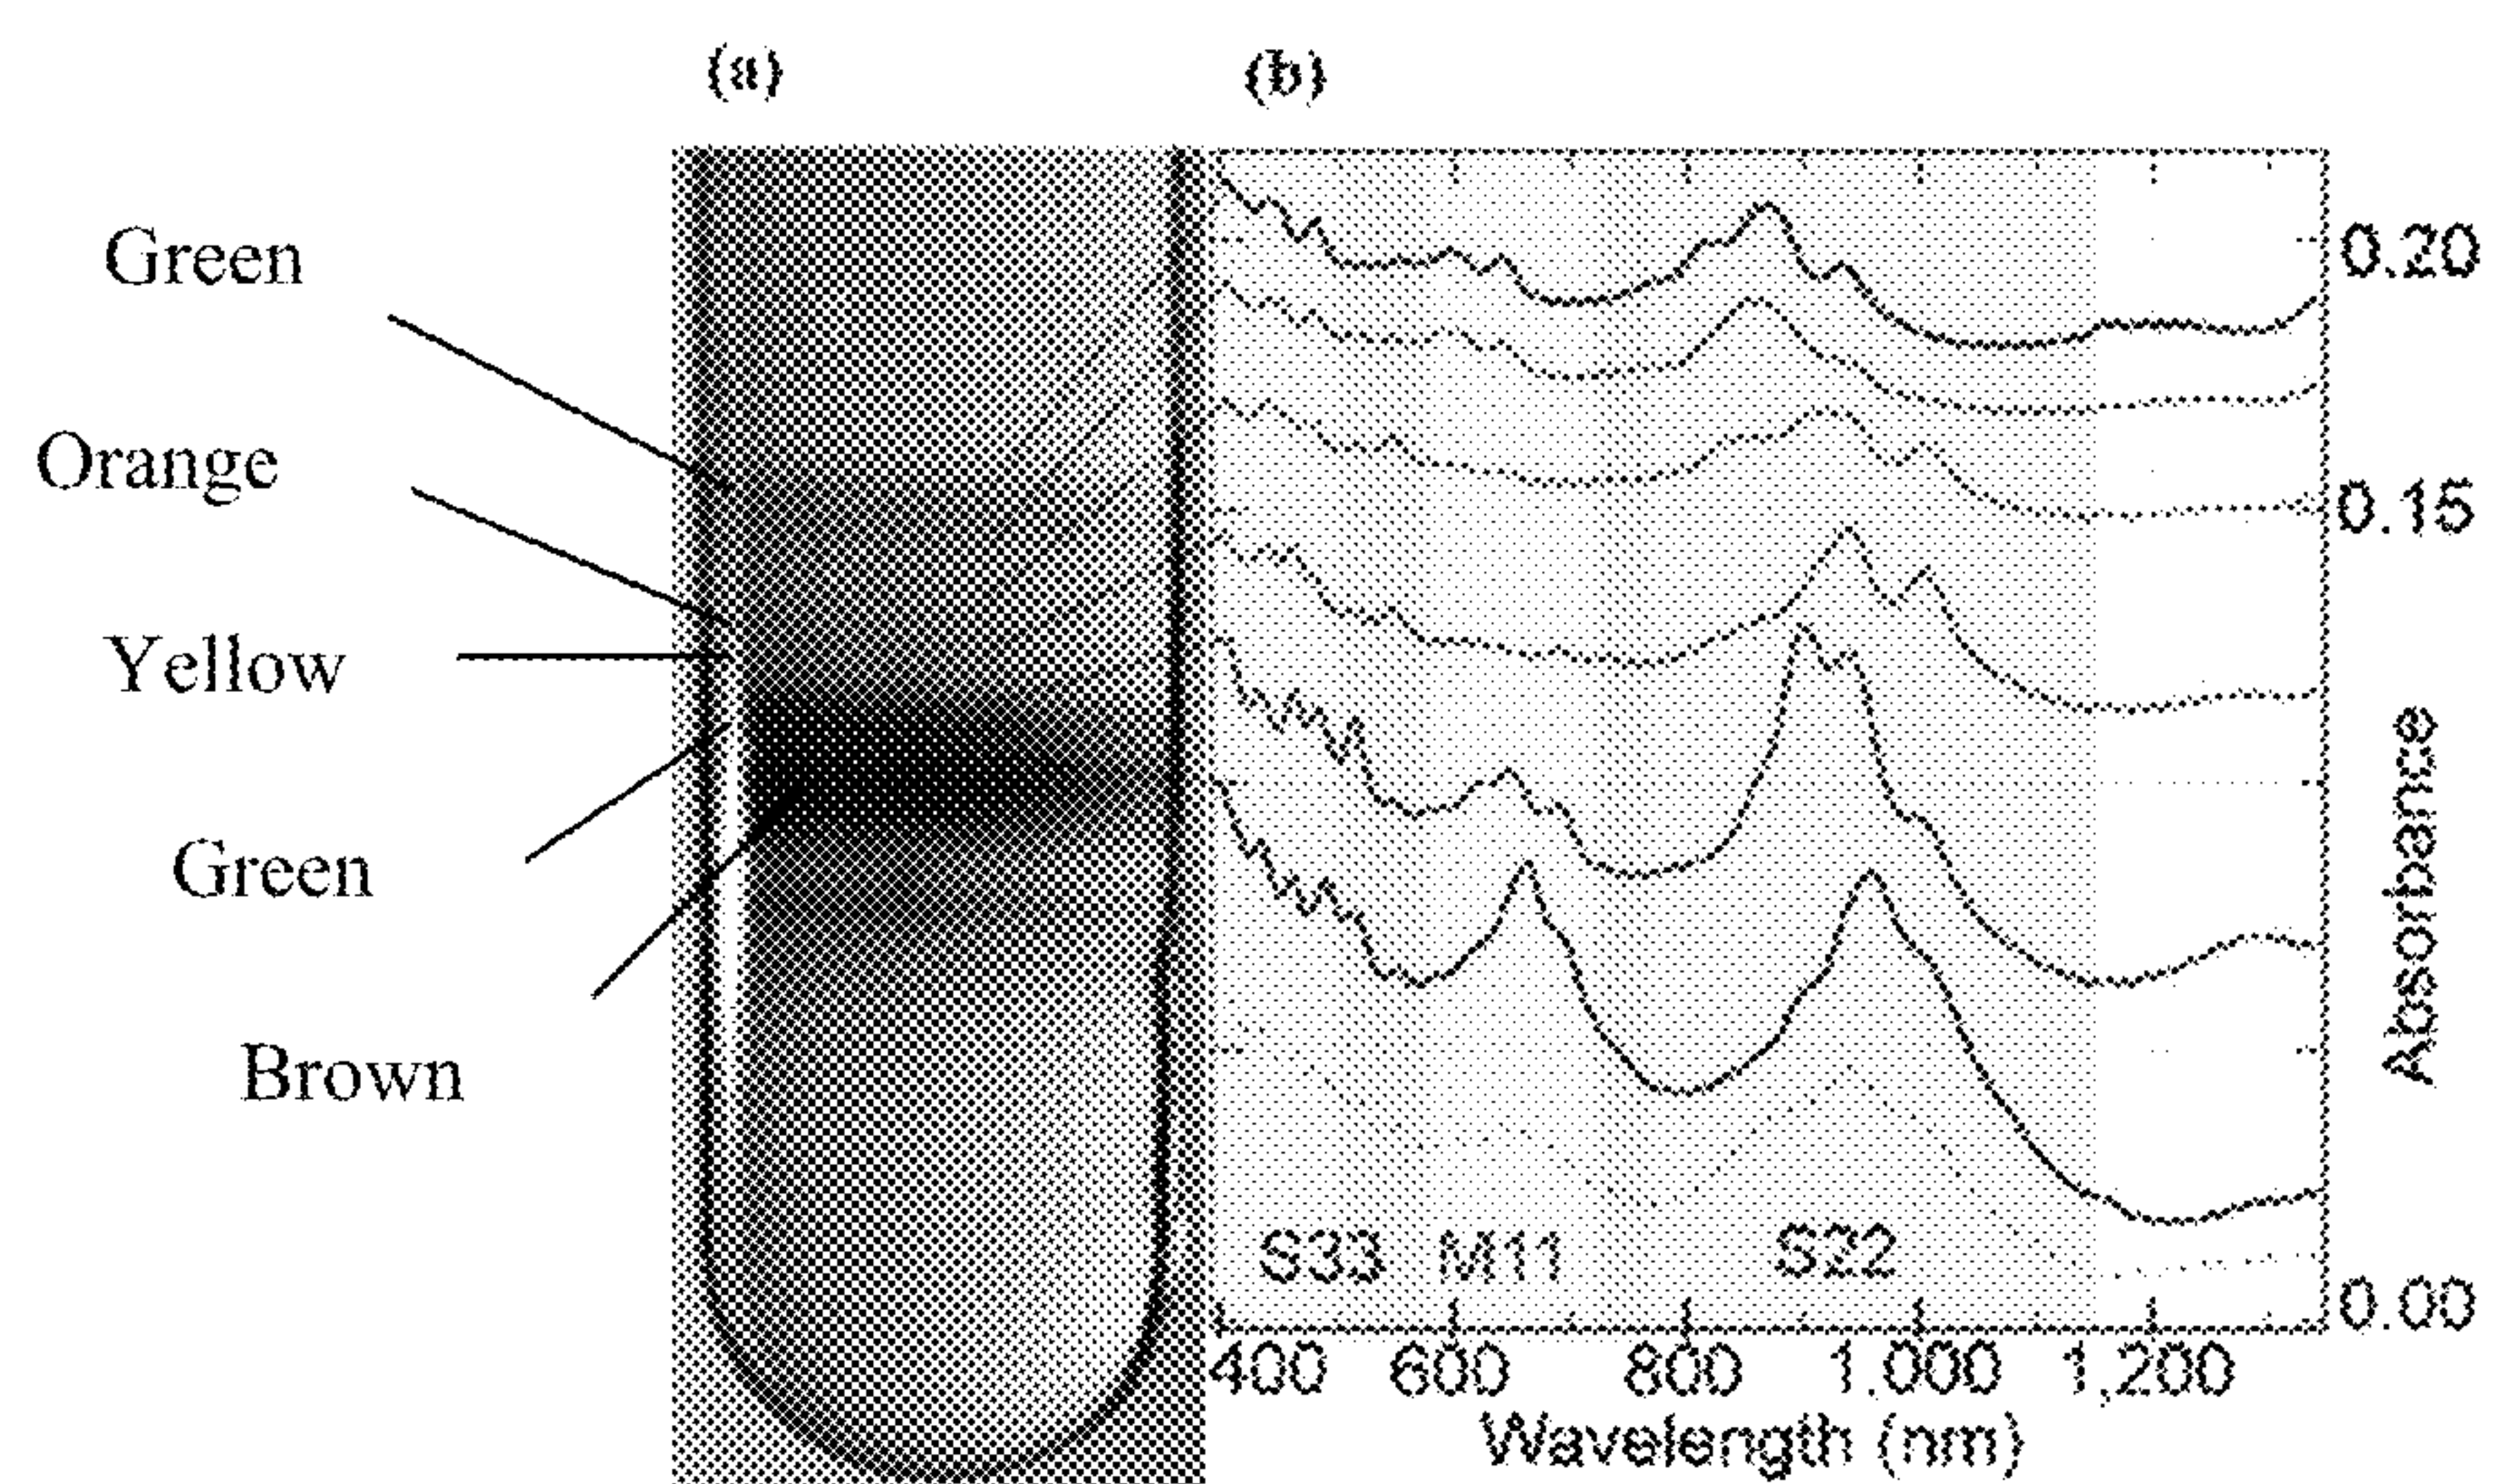 (a)
(b)
Green
Orange
Yellow
Green
Brown
0.20
0.15
Absorbance
0.00
S33 M11 S22
400 600 800 1,000 1,200
Wavelength (nm)